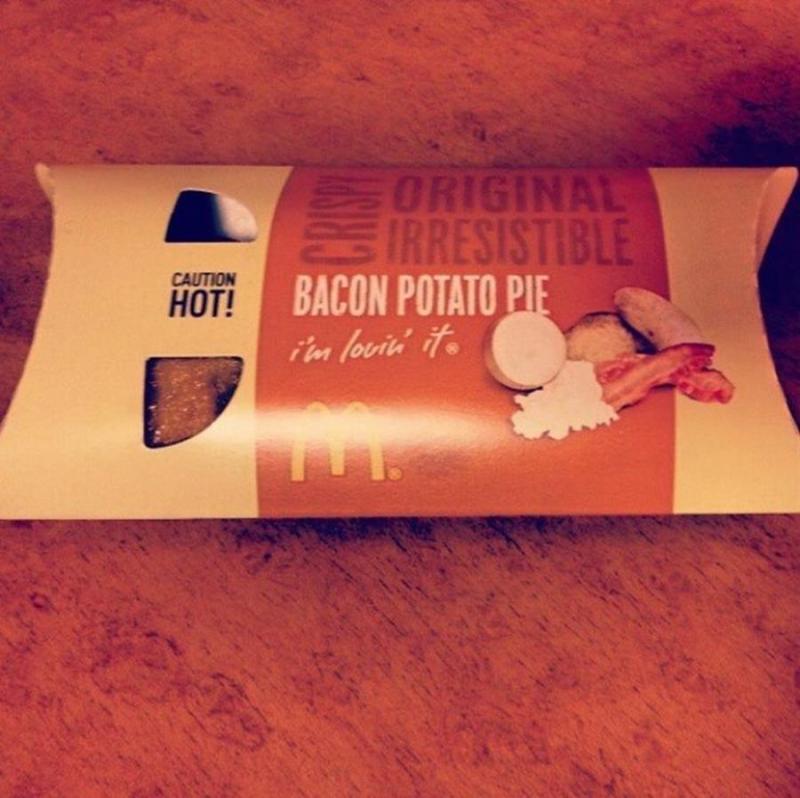 CAUTION
HOT!
CRISPY
ORIGINAL
IRRESISTIBLE
BACON POTATO PIE
i'm lovin' it®
M®